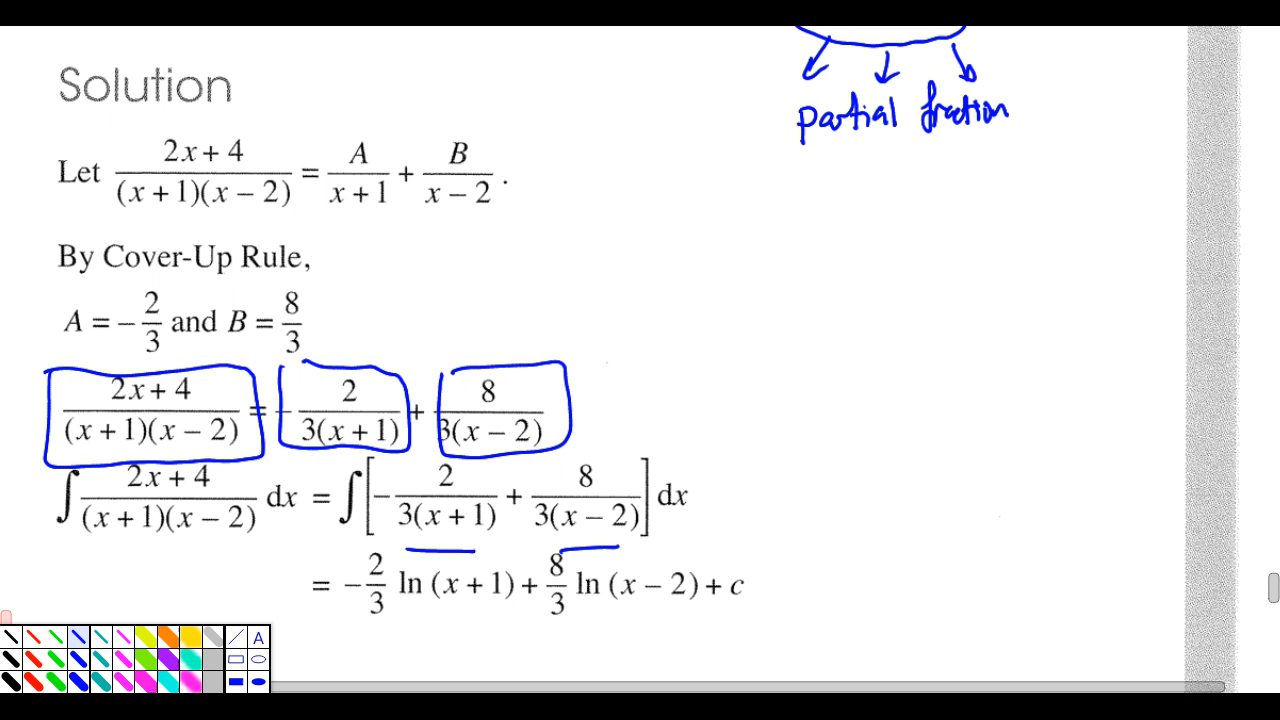 Solution
partial fraction
Let (2x + 4)/((x + 1)(x − 2)) = A/(x + 1) + B/(x − 2) .
By Cover-Up Rule,
A = −2/3 and B = 8/3
(2x + 4)/((x + 1)(x − 2)) = −2/(3(x + 1)) + 8/(3(x − 2))
∫ (2x + 4)/((x + 1)(x − 2)) dx = ∫ [−2/(3(x + 1)) + 8/(3(x − 2))] dx
= −2/3 ln (x + 1) + 8/3 ln (x − 2) + c
A